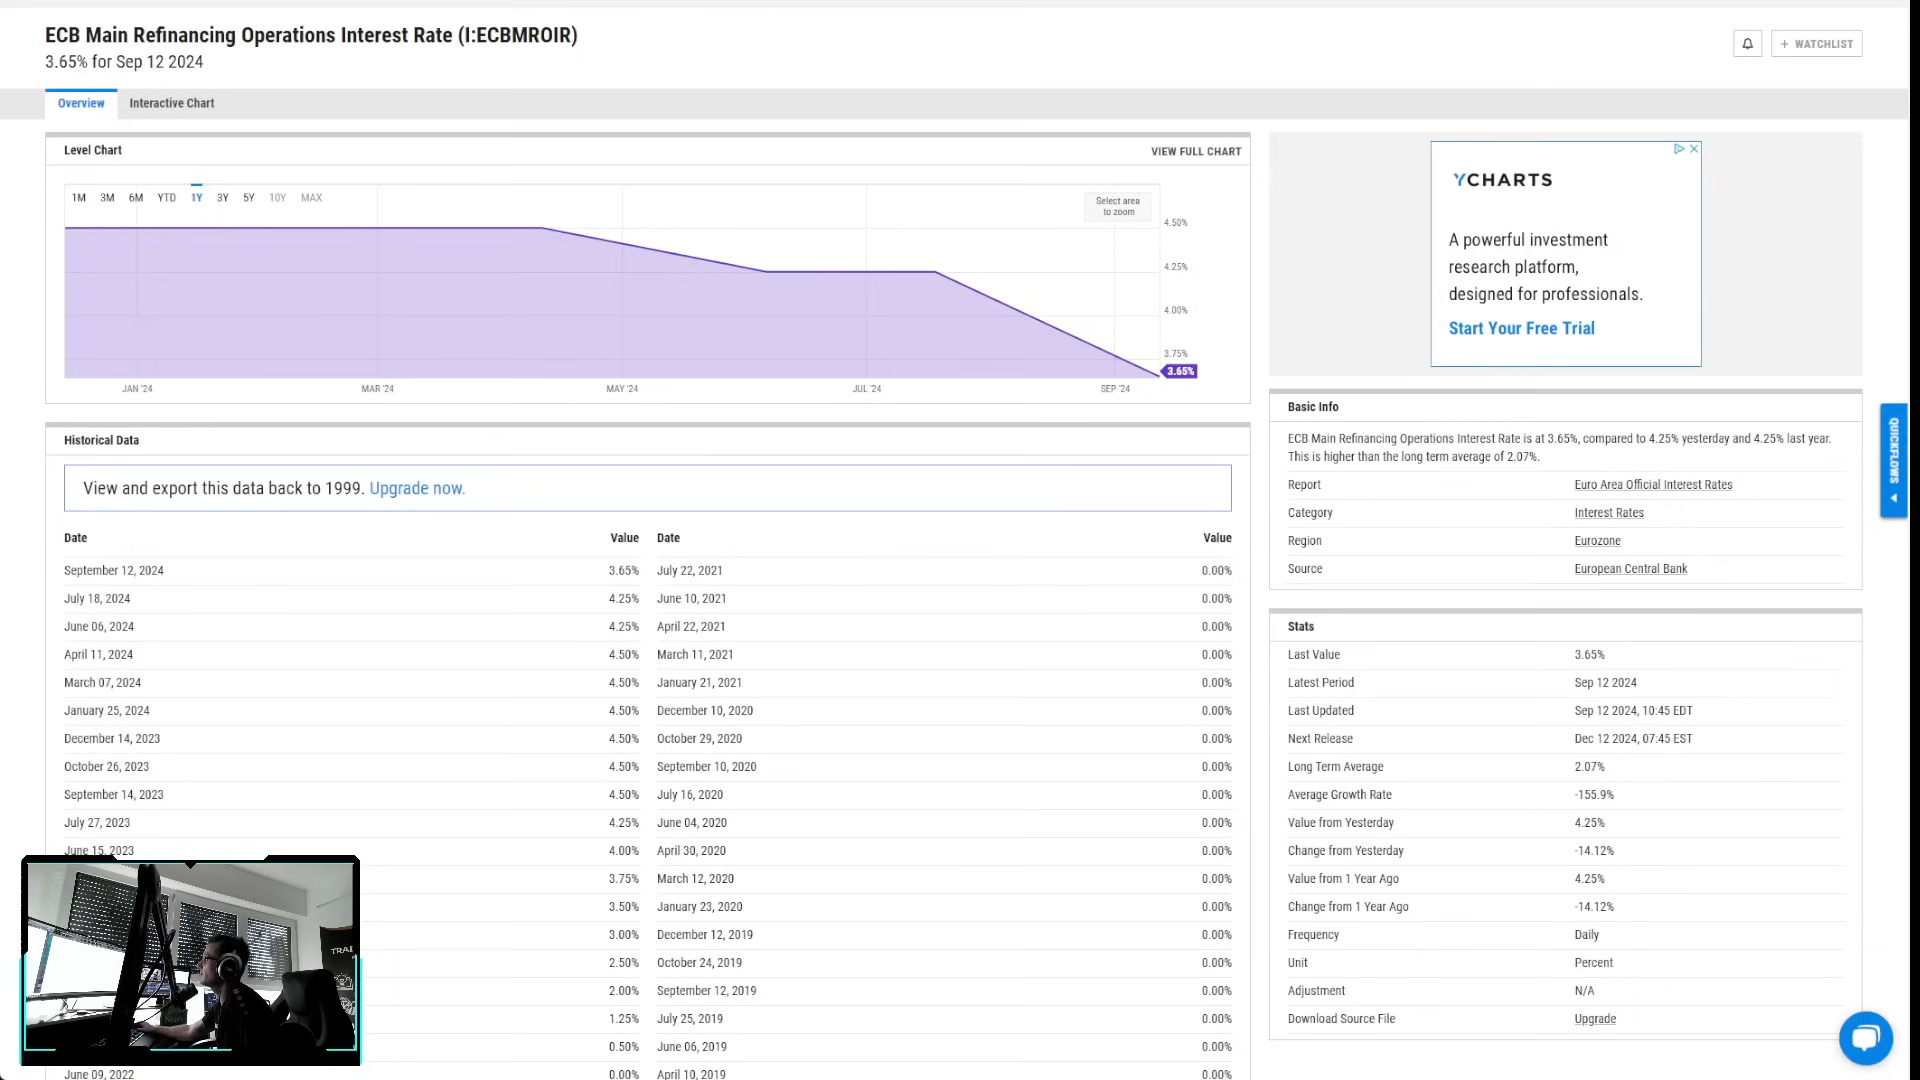 ECB Main Refinancing Operations Interest Rate (I:ECBMROIR)
3.65% for Sep 12 2024
+ WATCHLIST
Overview
Interactive Chart
Level Chart
VIEW FULL CHART
1M 3M 6M YTD 1Y 3Y 5Y 10Y MAX
Select area
to zoom
4.50%
4.25%
4.00%
3.75%
3.65%
JAN '24 MAR '24 MAY '24 JUL '24 SEP '24
Historical Data
View and export this data back to 1999. Upgrade now.
Date Value Date Value
September 12, 2024 3.65% July 22, 2021 0.00%
July 18, 2024 4.25% June 10, 2021 0.00%
June 06, 2024 4.25% April 22, 2021 0.00%
April 11, 2024 4.50% March 11, 2021 0.00%
March 07, 2024 4.50% January 21, 2021 0.00%
January 25, 2024 4.50% December 10, 2020 0.00%
December 14, 2023 4.50% October 29, 2020 0.00%
October 26, 2023 4.50% September 10, 2020 0.00%
September 14, 2023 4.50% July 16, 2020 0.00%
July 27, 2023 4.25% June 04, 2020 0.00%
June 15, 2023 4.00% April 30, 2020 0.00%
3.75% March 12, 2020 0.00%
3.50% January 23, 2020 0.00%
3.00% December 12, 2019 0.00%
2.50% October 24, 2019 0.00%
2.00% September 12, 2019 0.00%
1.25% July 25, 2019 0.00%
0.50% June 06, 2019 0.00%
June 09, 2022 0.00% April 10, 2019 0.00%
TRAI
YCHARTS
A powerful investment
research platform,
designed for professionals.
Start Your Free Trial
Basic Info
ECB Main Refinancing Operations Interest Rate is at 3.65%, compared to 4.25% yesterday and 4.25% last year.
This is higher than the long term average of 2.07%.
Report Euro Area Official Interest Rates
Category Interest Rates
Region Eurozone
Source European Central Bank
Stats
Last Value 3.65%
Latest Period Sep 12 2024
Last Updated Sep 12 2024, 10:45 EDT
Next Release Dec 12 2024, 07:45 EST
Long Term Average 2.07%
Average Growth Rate -155.9%
Value from Yesterday 4.25%
Change from Yesterday -14.12%
Value from 1 Year Ago 4.25%
Change from 1 Year Ago -14.12%
Frequency Daily
Unit Percent
Adjustment N/A
Download Source File Upgrade
QUICKFLOWS